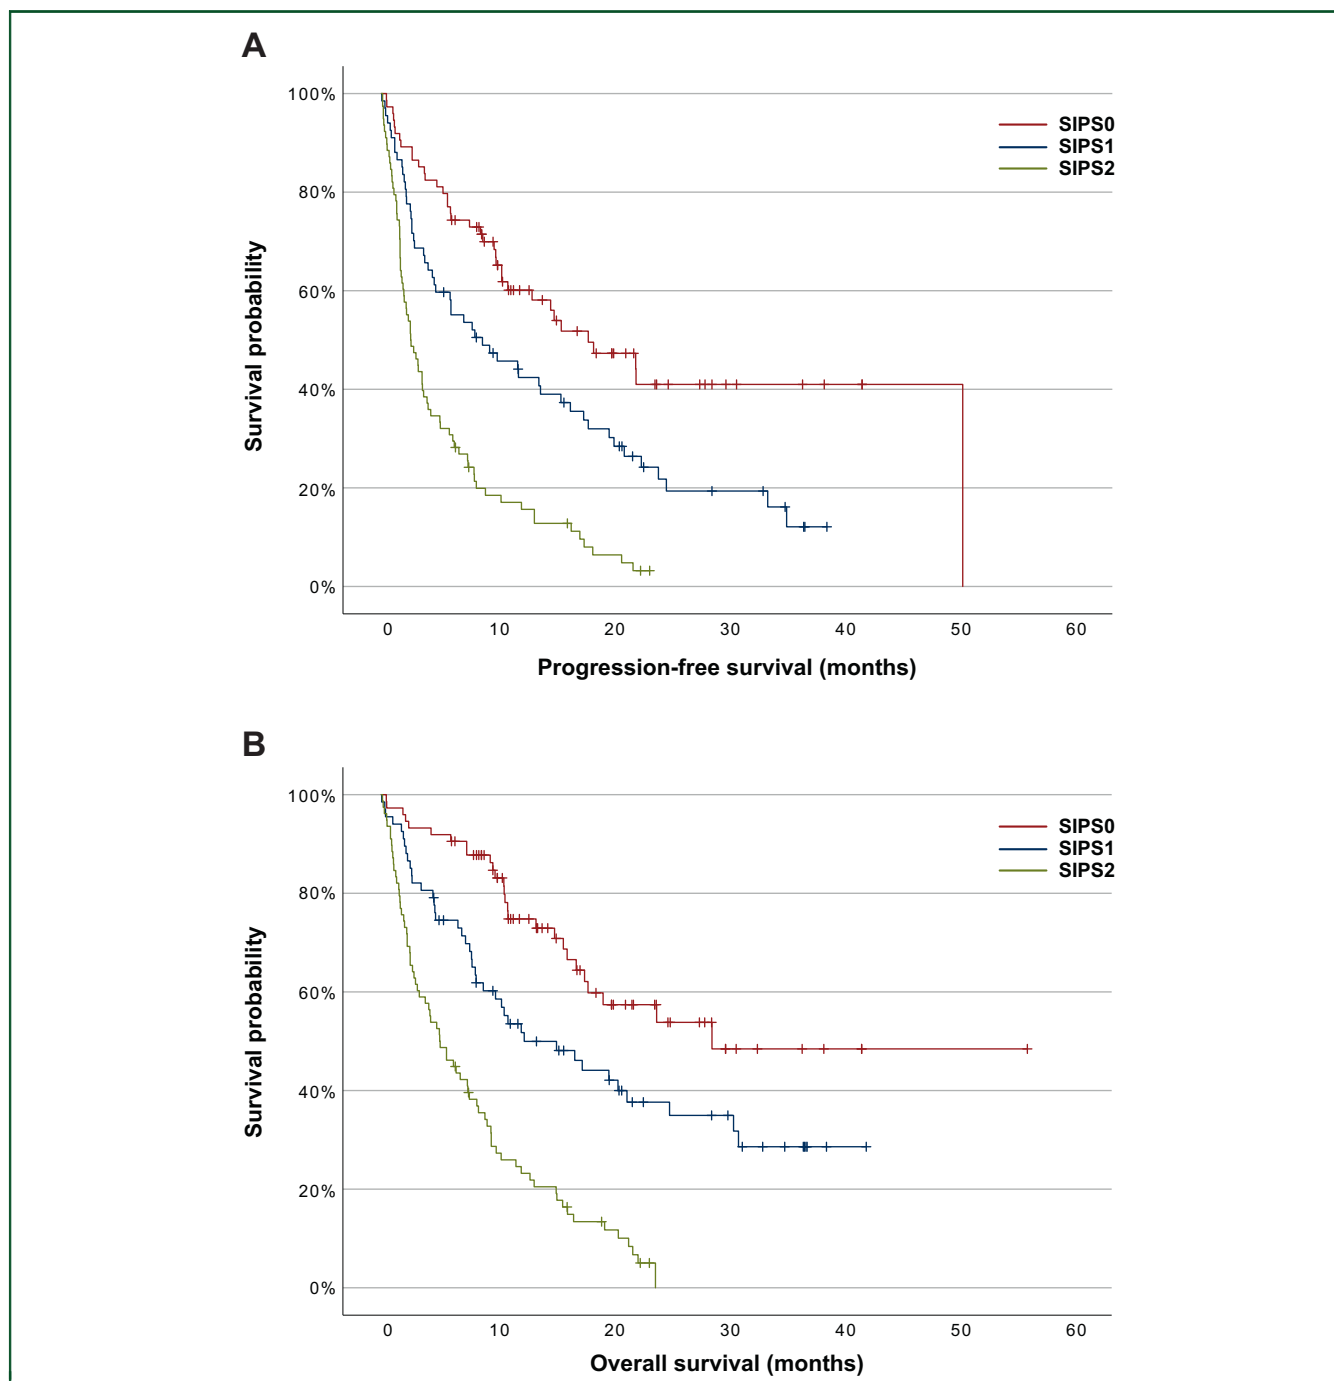 A
100%
80%
60%
40%
20%
0%
Survival probability
SIPS0
SIPS1
SIPS2
0 10 20 30 40 50 60
Progression-free survival (months)
B
100%
80%
60%
40%
20%
0%
Survival probability
SIPS0
SIPS1
SIPS2
0 10 20 30 40 50 60
Overall survival (months)